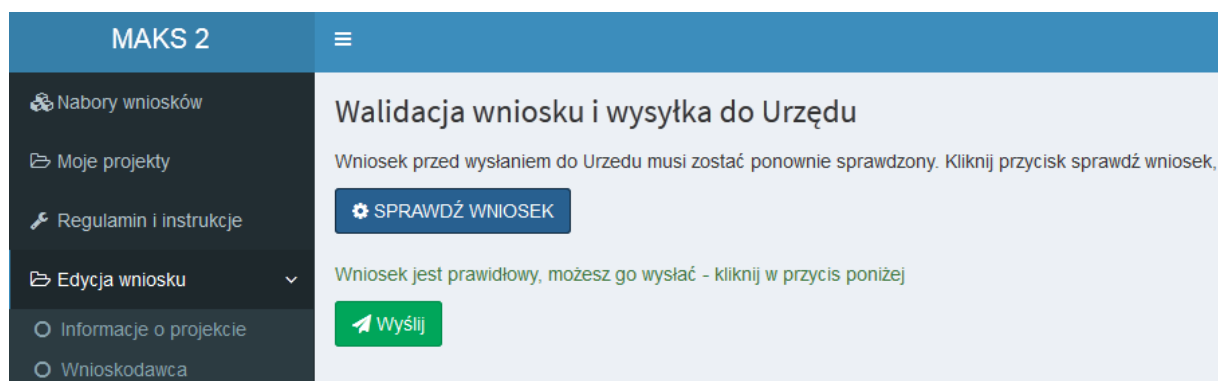 MAKS 2
Nabory wniosków
Moje projekty
Regulamin i instrukcje
Edycja wniosku
Informacje o projekcie
Wnioskodawca
Walidacja wniosku i wysyłka do Urzędu
Wniosek przed wysłaniem do Urzedu musi zostać ponownie sprawdzony. Kliknij przycisk sprawdź wniosek,
SPRAWDŹ WNIOSEK
Wniosek jest prawidłowy, możesz go wysłać - kliknij w przycis poniżej
Wyślij